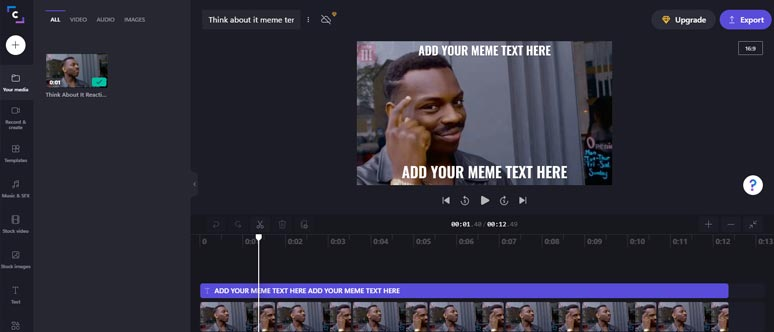 ALL VIDEO AUDIO IMAGES
Think about it meme ter
Upgrade
Export
16:9
0:01
Think About It Reacti...
Your media
Record & create
Templates
Music & SFX
Stock video
Stock images
Text
ADD YOUR MEME TEXT HERE
ADD YOUR MEME TEXT HERE
Sunday
?
00:01.40 / 00:12.49
0 0:0 0:02 0:03 0:04 0:05 0:06 0:07 0:08 0:09 0:10 0:11 0:12 0:13
T ADD YOUR MEME TEXT HERE ADD YOUR MEME TEXT HERE